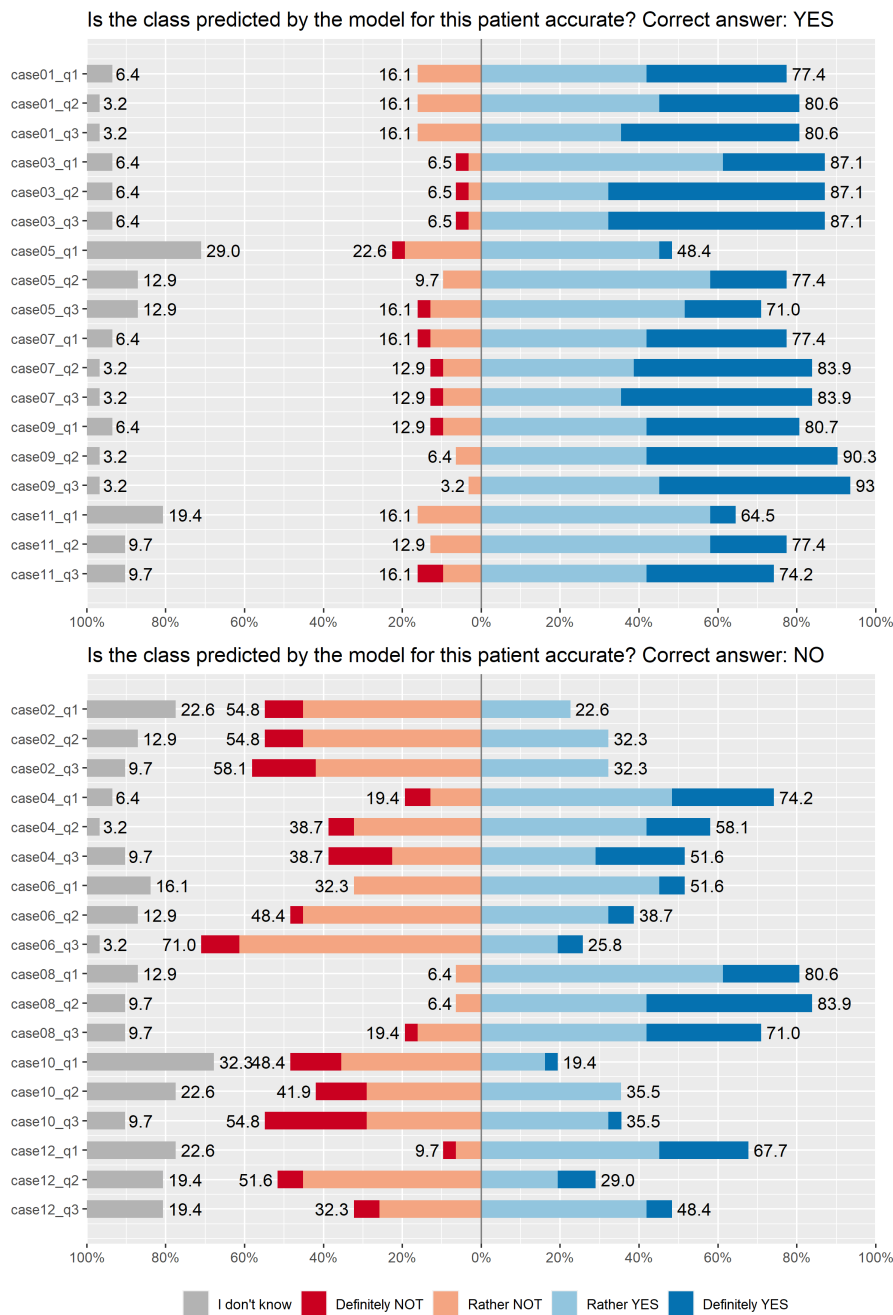 Is the class predicted by the model for this patient accurate? Correct answer: YES
case01_q1 6.4 16.1 77.4
case01_q2 3.2 16.1 80.6
case01_q3 3.2 16.1 80.6
case03_q1 6.4 6.5 87.1
case03_q2 6.4 6.5 87.1
case03_q3 6.4 6.5 87.1
case05_q1 29.0 22.6 48.4
case05_q2 12.9 9.7 77.4
case05_q3 12.9 16.1 71.0
case07_q1 6.4 16.1 77.4
case07_q2 3.2 12.9 83.9
case07_q3 3.2 12.9 83.9
case09_q1 6.4 12.9 80.7
case09_q2 3.2 6.4 90.3
case09_q3 3.2 3.2 93
case11_q1 19.4 16.1 64.5
case11_q2 9.7 12.9 77.4
case11_q3 9.7 16.1 74.2
100% 80% 60% 40% 20% 0% 20% 40% 60% 80% 100%
Is the class predicted by the model for this patient accurate? Correct answer: NO
case02_q1 22.6 54.8 22.6
case02_q2 12.9 54.8 32.3
case02_q3 9.7 58.1 32.3
case04_q1 6.4 19.4 74.2
case04_q2 3.2 38.7 58.1
case04_q3 9.7 38.7 51.6
case06_q1 16.1 32.3 51.6
case06_q2 12.9 48.4 38.7
case06_q3 3.2 71.0 25.8
case08_q1 12.9 6.4 80.6
case08_q2 9.7 6.4 83.9
case08_q3 9.7 19.4 71.0
case10_q1 32.3 48.4 19.4
case10_q2 22.6 41.9 35.5
case10_q3 9.7 54.8 35.5
case12_q1 22.6 9.7 67.7
case12_q2 19.4 51.6 29.0
case12_q3 19.4 32.3 48.4
100% 80% 60% 40% 20% 0% 20% 40% 60% 80% 100%
I don't know Definitely NOT Rather NOT Rather YES Definitely YES